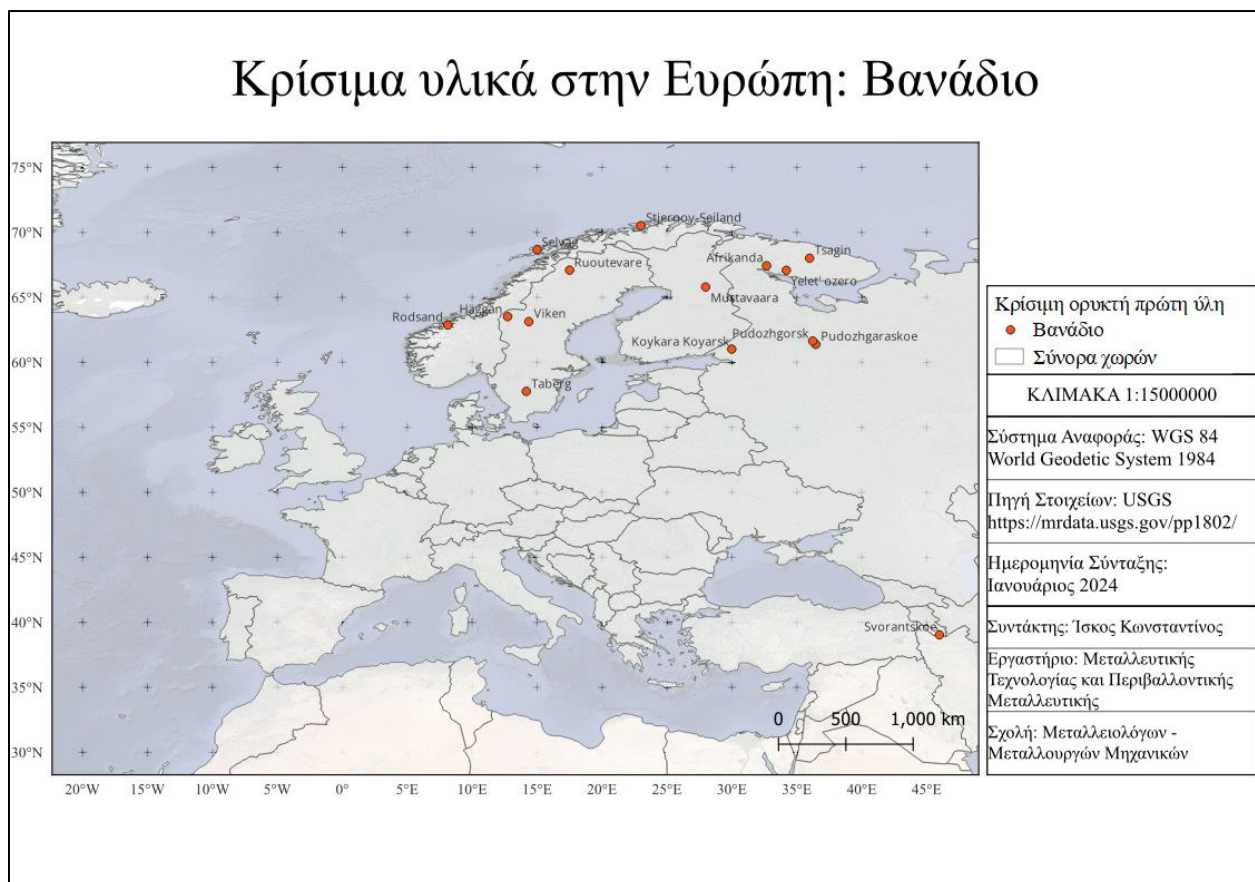 Κρίσιμα υλικά στην Ευρώπη: Βανάδιο
75°N
70°N
65°N
60°N
55°N
50°N
45°N
40°N
35°N
30°N
Stjernoy-Seiland
Selvag
Ruoutevare
Afrikanda
Tsagin
Yelet' ozero
Mustavaara
Häggan
Rodsand
Viken
Koykara Koyarsk
Pudozhgorsk
Pudozhgaraskoe
Taberg
Svorantskoe
0 500 1,000 km
20°W 15°W 10°W 5°W 0° 5°E 10°E 15°E 20°E 25°E 30°E 35°E 40°E 45°E
Κρίσιμη ορυκτή πρώτη ύλη
Βανάδιο
Σύνορα χωρών
ΚΛΙΜΑΚΑ 1:15000000
Σύστημα Αναφοράς: WGS 84
World Geodetic System 1984
Πηγή Στοιχείων: USGS
https://mrdata.usgs.gov/pp1802/
Ημερομηνία Σύνταξης:
Ιανουάριος 2024
Συντάκτης: Ίσκος Κωνσταντίνος
Εργαστήριο: Μεταλλευτικής
Τεχνολογίας και Περιβαλλοντικής
Μεταλλευτικής
Σχολή: Μεταλλειολόγων -
Μεταλλουργών Μηχανικών